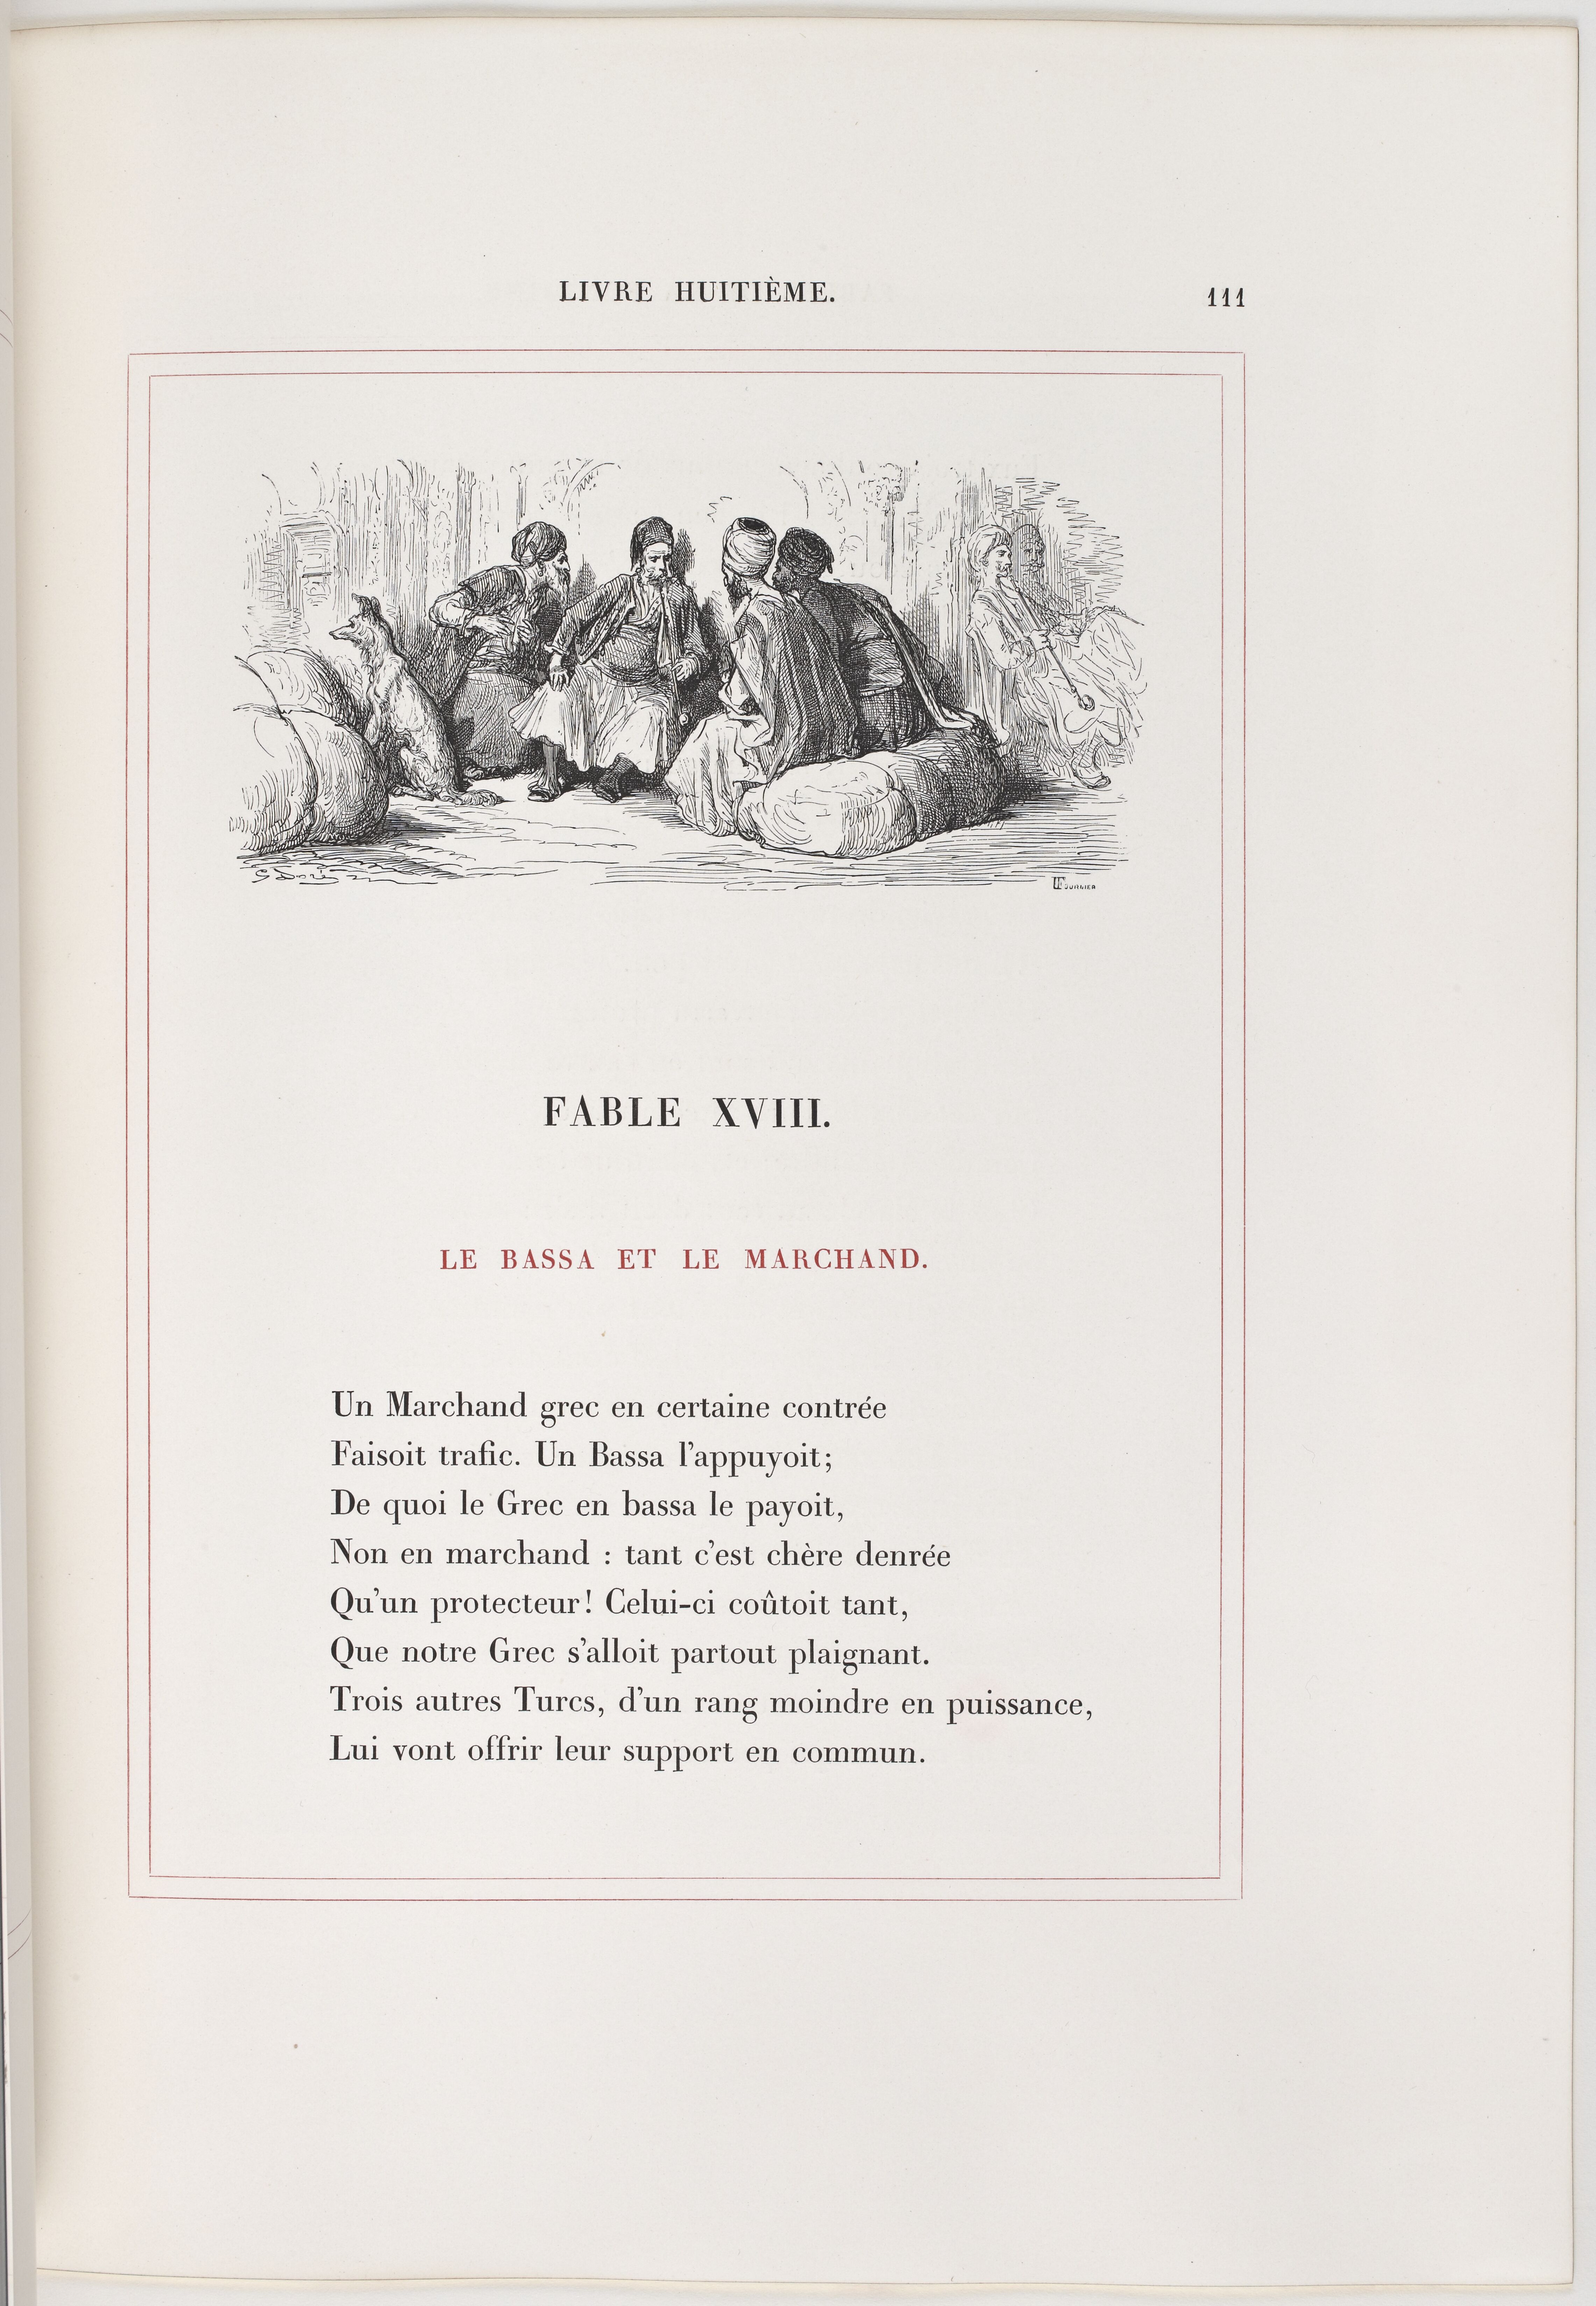 LIVRE HUITIÈME.
111
G Doré
FOURNIER
FABLE XVIII.
LE BASSA ET LE MARCHAND.
Un Marchand grec en certaine contrée
Faisoit trafic. Un Bassa l'appuyoit;
De quoi le Grec en bassa le payoit,
Non en marchand : tant c'est chère denrée
Qu'un protecteur! Celui-ci coûtoit tant,
Que notre Grec s'alloit partout plaignant.
Trois autres Turcs, d'un rang moindre en puissance,
Lui vont offrir leur support en commun.